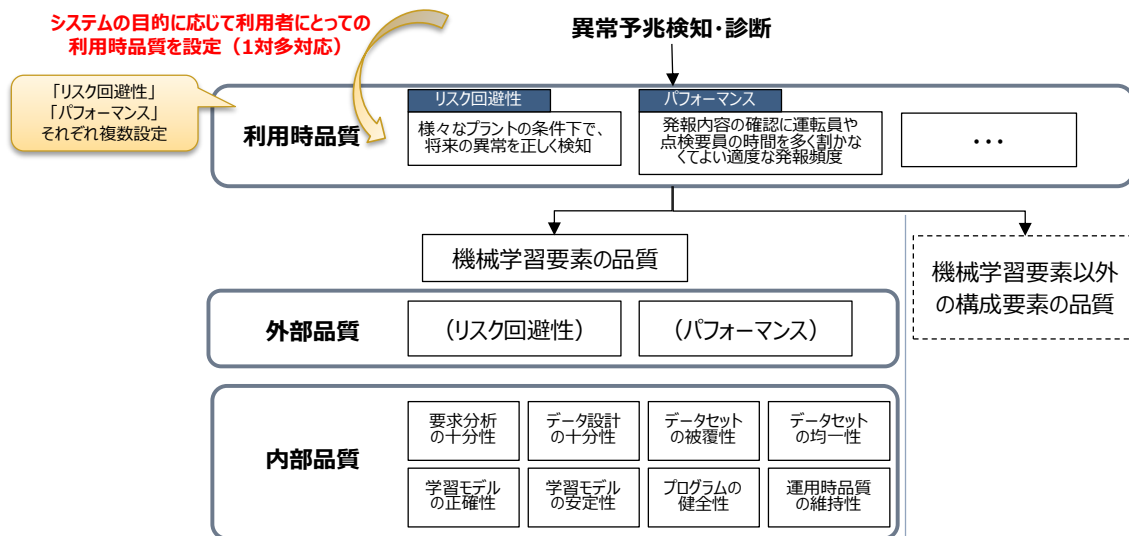 システムの目的に応じて利用者にとっての
利用時品質を設定（1対多対応）
異常予兆検知・診断
「リスク回避性」
「パフォーマンス」
それぞれ複数設定
利用時品質
リスク回避性
様々なプラントの条件下で、
将来の異常を正しく検知
パフォーマンス
発報内容の確認に運転員や
点検要員の時間を多く割かな
くてよい適度な発報頻度
・・・
機械学習要素の品質
機械学習要素以外
の構成要素の品質
外部品質
（リスク回避性）
（パフォーマンス）
内部品質
要求分析
の十分性
データ設計
の十分性
データセット
の被覆性
データセット
の均一性
学習モデル
の正確性
学習モデル
の安定性
プログラムの
健全性
運用時品質
の維持性